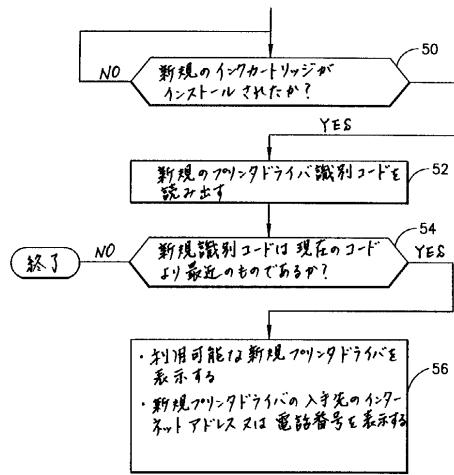 50
新規のインクカートリッジが
インストールされたか?
NO
YES
52
新規のプリンタドライバ識別コードを
読み出す
54
新規識別コードは現在のコード
より最近のものであるか?
NO
YES
終了
56
・利用可能な新規プリンタドライバを
表示する
・新規プリンタドライバの入手先のインター
ネットアドレス又は電話番号を表示する